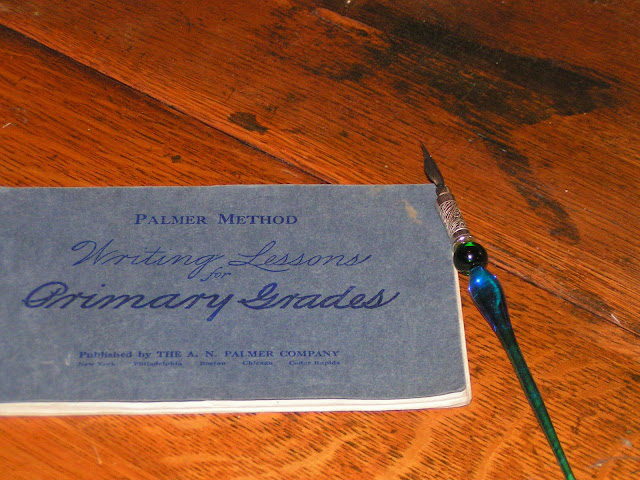 PALMER METHOD
Writing Lessons
for
Primary Grades
Published by THE A. N. PALMER COMPANY
New York Philadelphia Boston Chicago Cedar Rapids